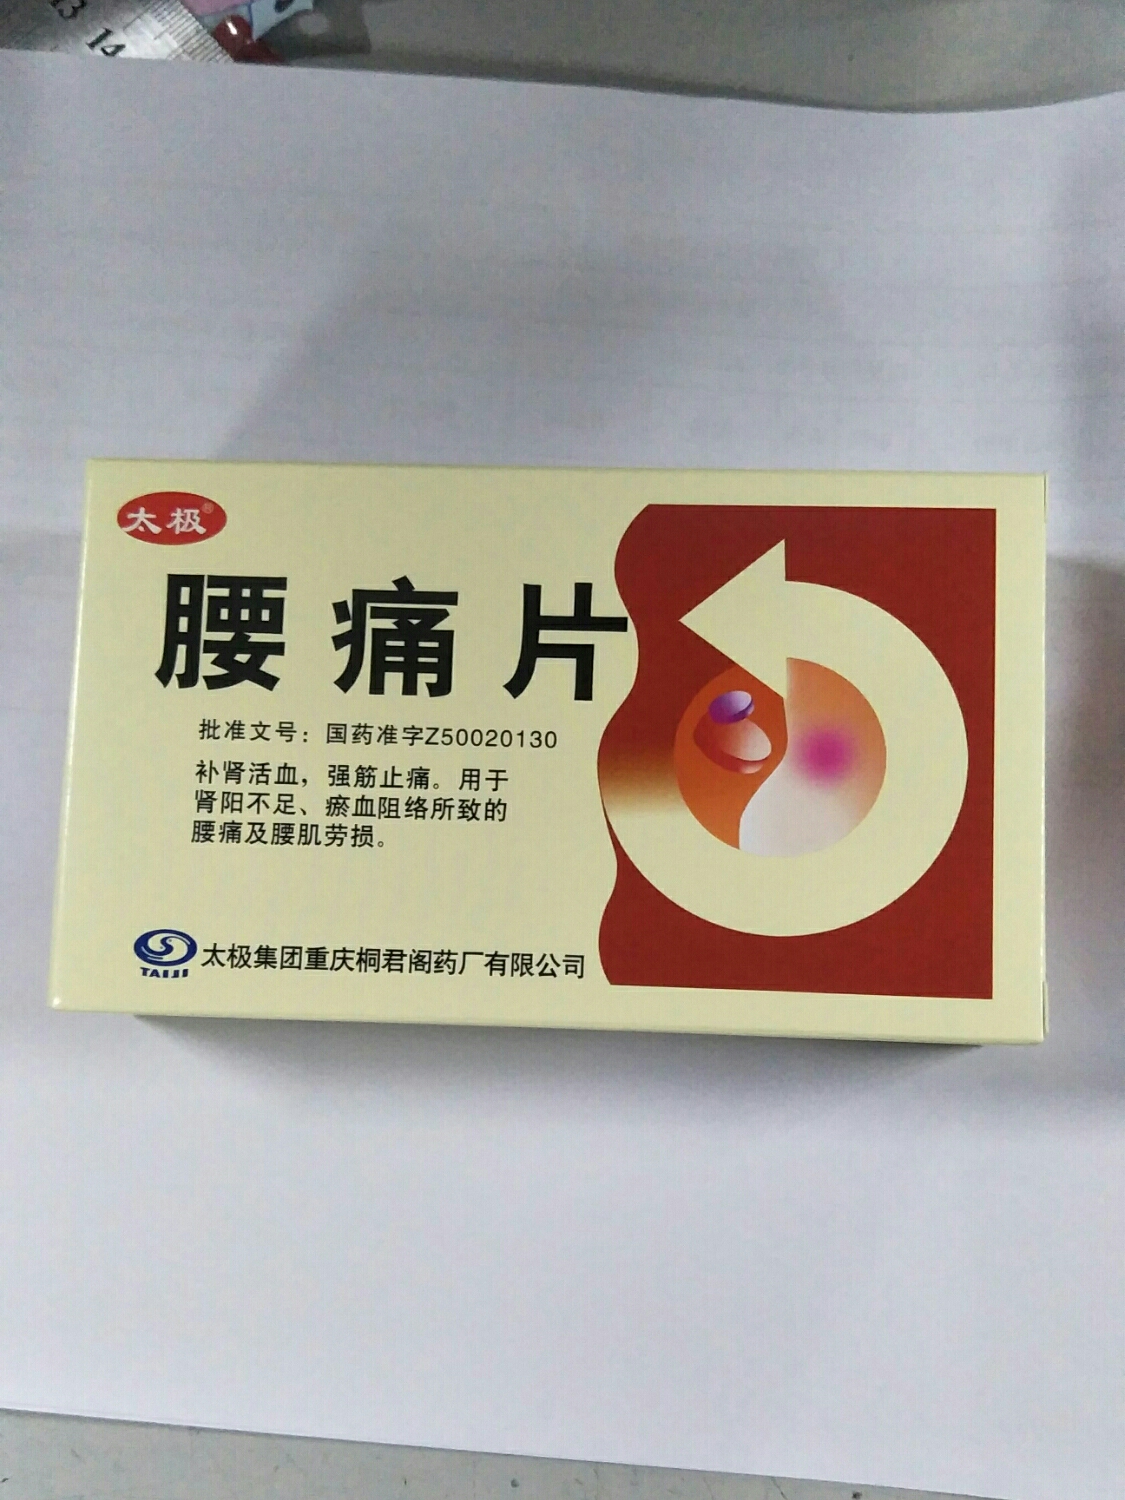 13
14
太极®
腰痛片
批准文号：国药准字Z50020130
补肾活血，强筋止痛。用于
肾阳不足、瘀血阻络所致的
腰痛及腰肌劳损。
TAIJI 太极集团重庆桐君阁药厂有限公司